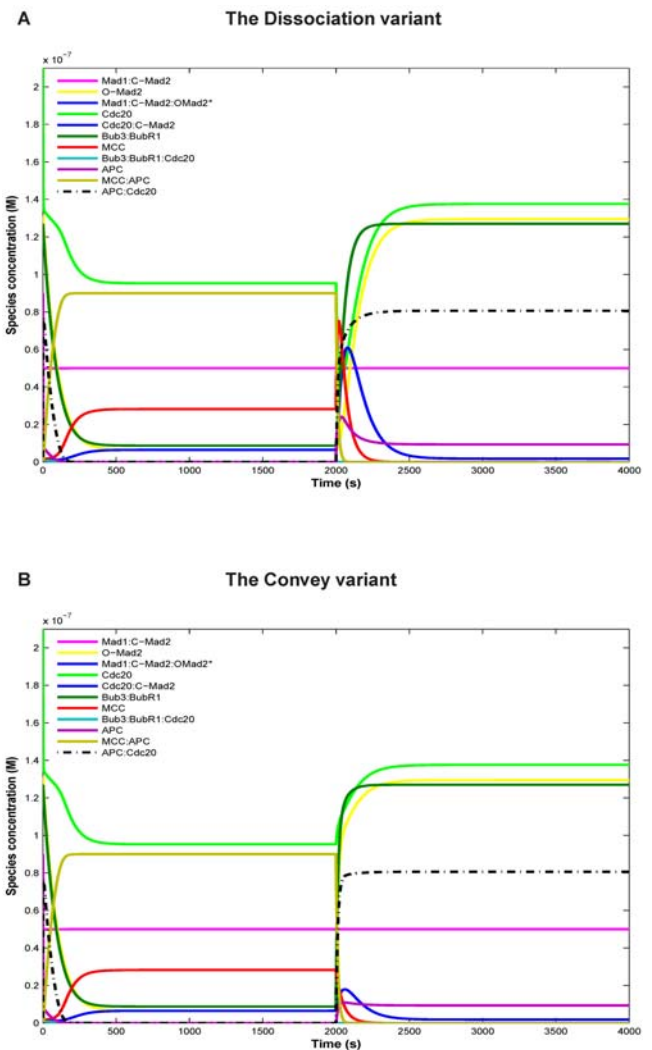 A The Dissociation variant
x 10⁻⁷
Mad1:C−Mad2
O−Mad2
Mad1:C−Mad2:OMad2*
Cdc20
Cdc20:C−Mad2
Bub3:BubR1
MCC
Bub3:BubR1:Cdc20
APC
MCC:APC
APC:Cdc20
Species concentration (M)
2
1.8
1.6
1.4
1.2
1
0.8
0.6
0.4
0.2
0
0 500 1000 1500 2000 2500 3000 3500 4000
Time (s)
B The Convey variant
x 10⁻⁷
Mad1:C−Mad2
O−Mad2
Mad1:C−Mad2:OMad2*
Cdc20
Cdc20:C−Mad2
Bub3:BubR1
MCC
Bub3:BubR1:Cdc20
APC
MCC:APC
APC:Cdc20
Species concentration (M)
2
1.8
1.6
1.4
1.2
1
0.8
0.6
0.4
0.2
0
0 500 1000 1500 2000 2500 3000 3500 4000
Time (s)